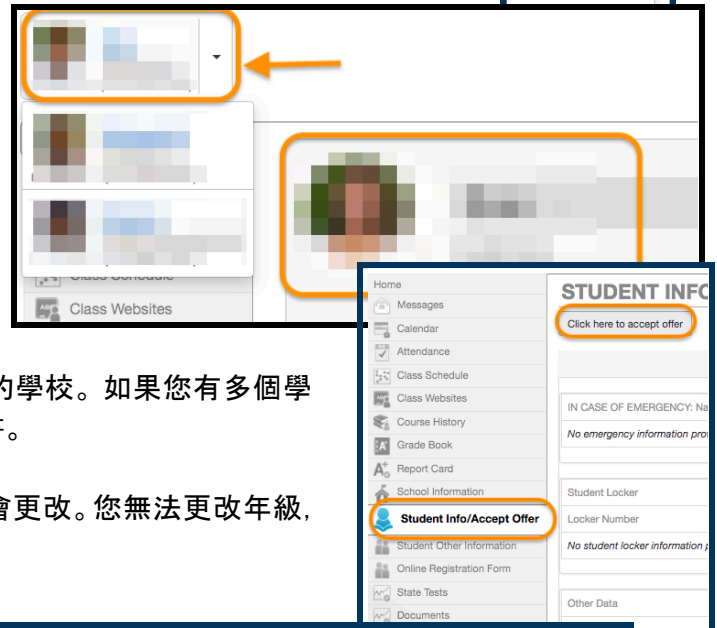 Class Schedule
Class Websites
的學校。如果您有多個學
會更改。您無法更改年級,
Home
Messages
Calendar
Attendance
Class Schedule
Class Websites
Course History
Grade Book
Report Card
School Information
Student Info/Accept Offer
Student Other Information
Online Registration Form
State Tests
Documents
STUDENT INFO
Click here to accept offer
IN CASE OF EMERGENCY: Na
No emergency information prov
Student Locker
Locker Number
No student locker information p
Other Data